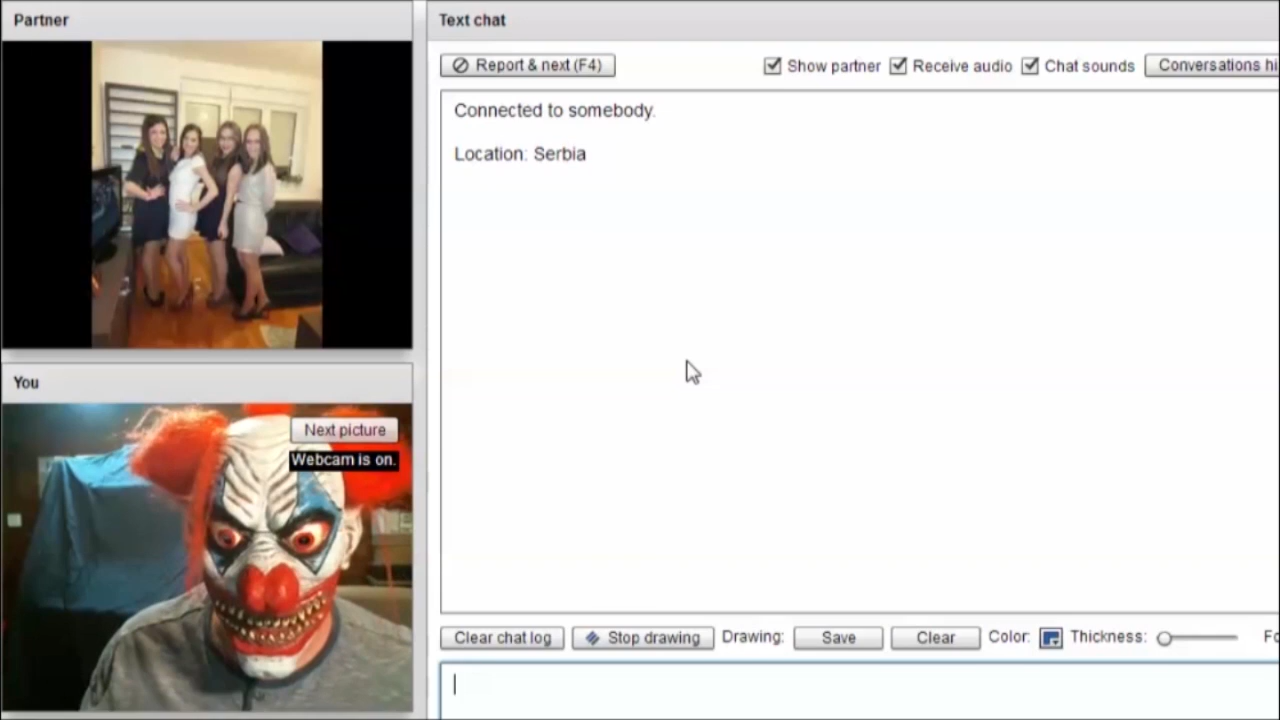 Partner
Text chat
Report & next (F4)
Show partner
Receive audio
Chat sounds
Conversations hi
Connected to somebody.
Location: Serbia
You
Next picture
Webcam is on.
Clear chat log
Stop drawing
Drawing:
Save
Clear
Color:
Thickness:
Fo